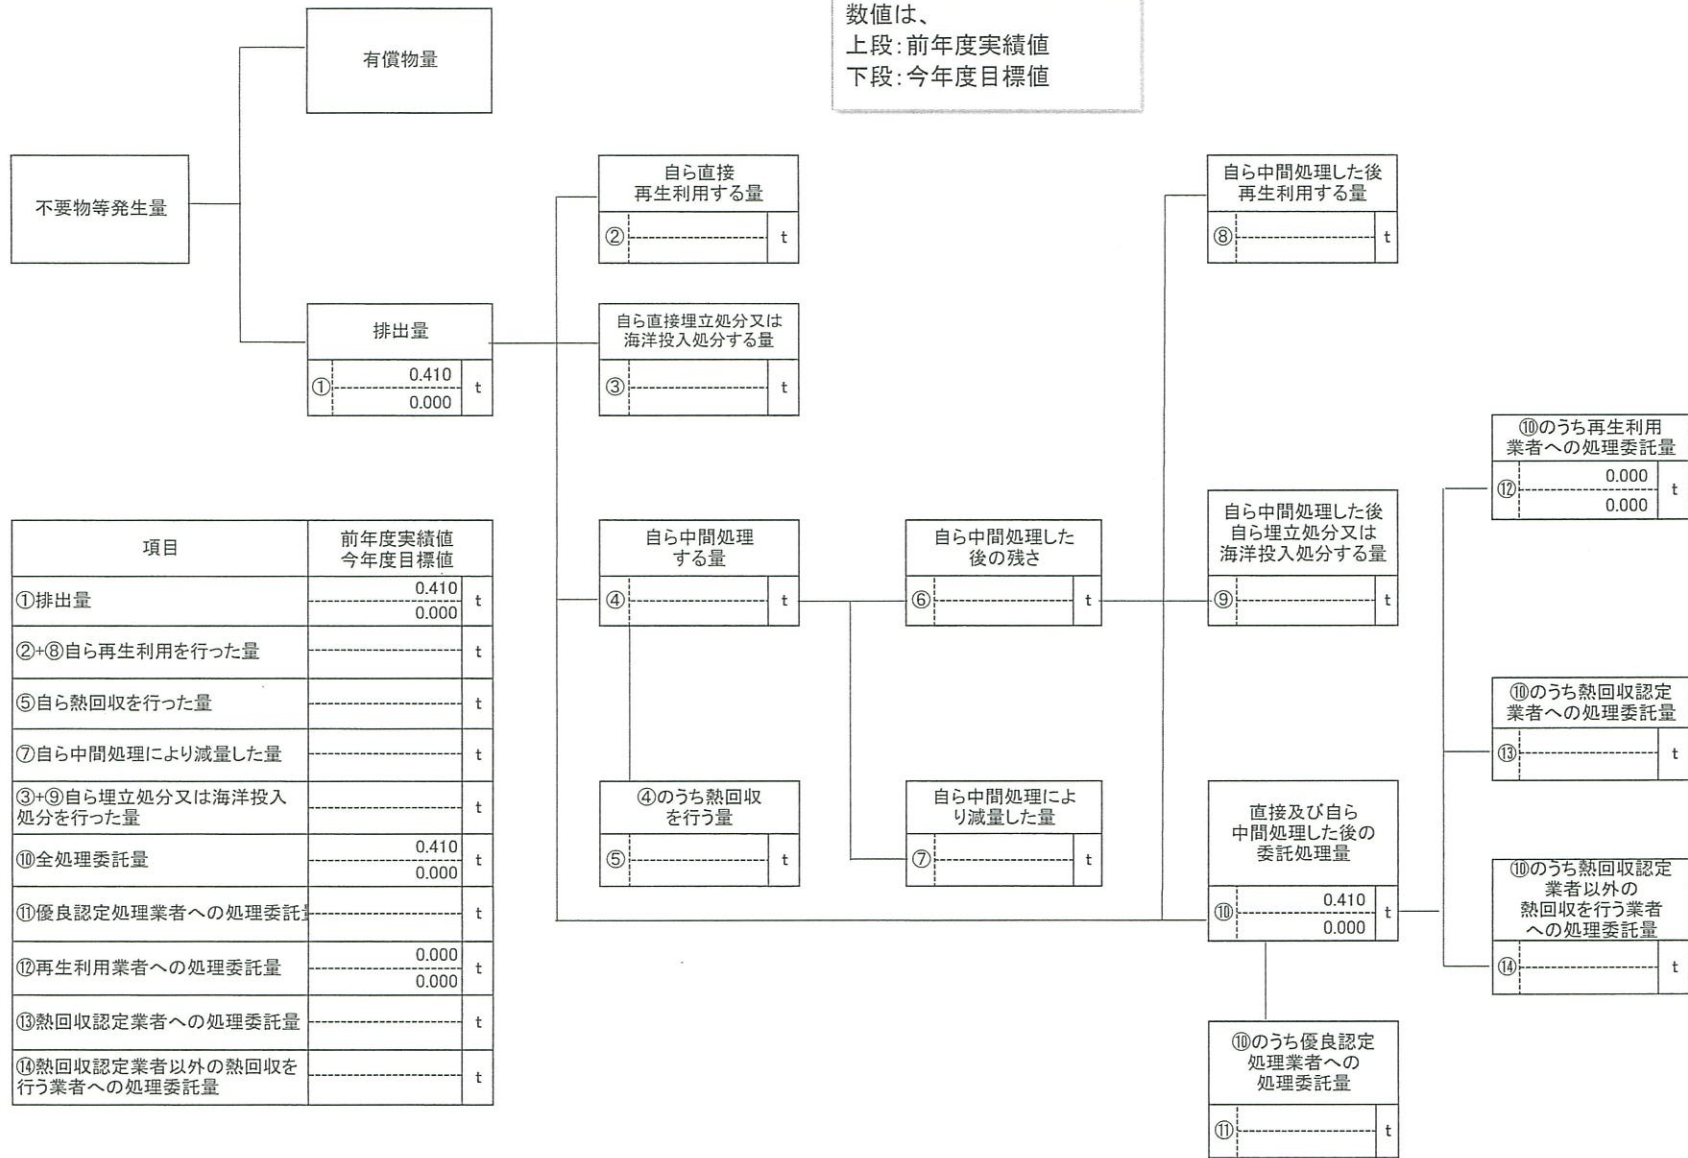 数値は、
上段：前年度実績値
下段：今年度目標値
有償物量
不要物等発生量
自ら直接
再生利用する量
② t
自ら中間処理した後
再生利用する量
⑧ t
排出量
① 0.410 t
0.000
自ら直接埋立処分又は
海洋投入処分する量
③ t
⑩のうち再生利用
業者への処理委託量
⑫ 0.000 t
0.000
自ら中間処理
する量
④ t
自ら中間処理した
後の残さ
⑥ t
自ら中間処理した後
自ら埋立処分又は
海洋投入処分する量
⑨ t
⑩のうち熱回収認定
業者への処理委託量
⑬ t
④のうち熱回収
を行う量
⑤ t
自ら中間処理によ
り減量した量
⑦ t
直接及び自ら
中間処理した後の
委託処理量
⑩ 0.410 t
0.000
⑩のうち熱回収認定
業者以外の
熱回収を行う業者
への処理委託量
⑭ t
⑩のうち優良認定
処理業者への
処理委託量
⑪ t
項目
前年度実績値
今年度目標値
①排出量 0.410 t
0.000
②+⑧自ら再生利用を行った量 t
⑤自ら熱回収を行った量 t
⑦自ら中間処理により減量した量 t
③+⑨自ら埋立処分又は海洋投入
処分を行った量 t
⑩全処理委託量 0.410 t
0.000
⑪優良認定処理業者への処理委託 t
⑫再生利用業者への処理委託量 0.000 t
0.000
⑬熱回収認定業者への処理委託量 t
⑭熱回収認定業者以外の熱回収を
行う業者への処理委託量 t